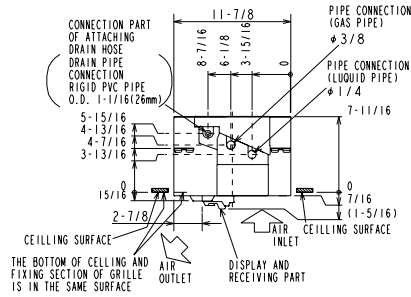 CONNECTION PART
OF ATTACHING
DRAIN HOSE
DRAIN PIPE
CONNECTION
RIGID PVC PIPE
O.D. 1-1/16(26mm)
11-7/8
8-7/16
6-1/8
3-15/16
0
PIPE CONNECTION
(GAS PIPE)
φ3/8
PIPE CONNECTION
(LUQUID PIPE)
φ1/4
5-15/16
4-13/16
4-7/16
3-13/16
0
15/16
2-7/8
7-11/16
0
7/16
(1-5/16)
CEILLING SURFACE
AIR
INLET
CEILLING SURFACE
THE BOTTOM OF CELLING AND
FIXING SECTION OF GRILLE
IS IN THE SAME SURFACE
AIR
OUTLET
DISPLAY AND
RECEIVING PART